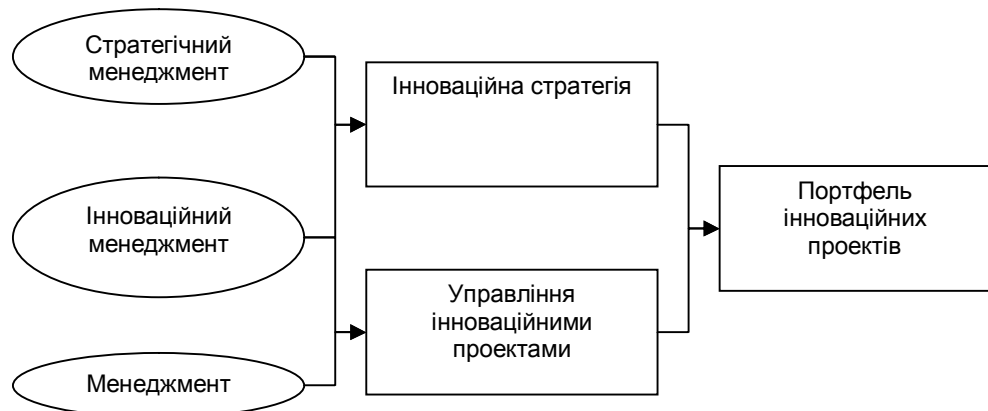 Стратегічний
менеджмент
Інноваційна стратегія
Інноваційний
менеджмент
Портфель
інноваційних
проектів
Управління
інноваційними
проектами
Менеджмент